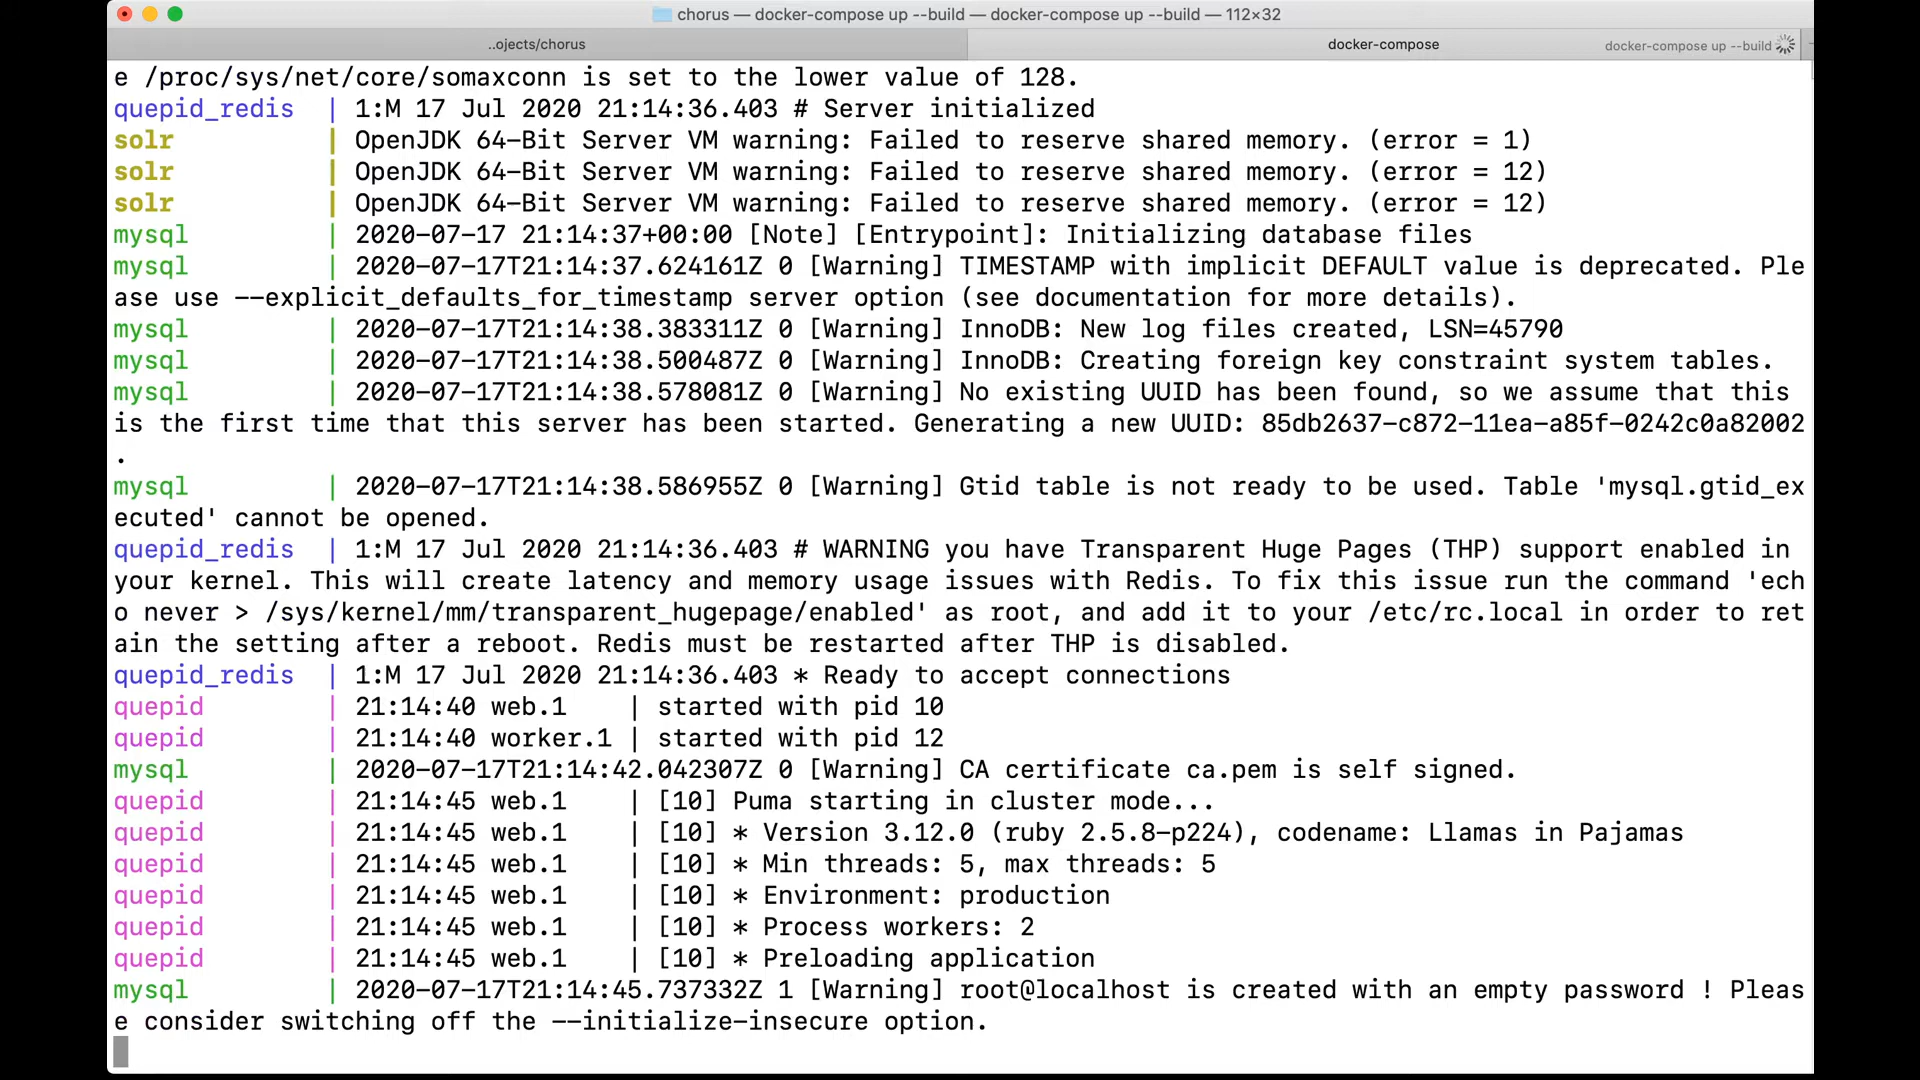 chorus — docker-compose up --build — docker-compose up --build — 112×32
..ojects/chorus
docker-compose
docker-compose up --build
e /proc/sys/net/core/somaxconn is set to the lower value of 128.
quepid_redis | 1:M 17 Jul 2020 21:14:36.403 # Server initialized
solr | OpenJDK 64-Bit Server VM warning: Failed to reserve shared memory. (error = 1)
solr | OpenJDK 64-Bit Server VM warning: Failed to reserve shared memory. (error = 12)
solr | OpenJDK 64-Bit Server VM warning: Failed to reserve shared memory. (error = 12)
mysql | 2020-07-17 21:14:37+00:00 [Note] [Entrypoint]: Initializing database files
mysql | 2020-07-17T21:14:37.624161Z 0 [Warning] TIMESTAMP with implicit DEFAULT value is deprecated. Ple
ase use --explicit_defaults_for_timestamp server option (see documentation for more details).
mysql | 2020-07-17T21:14:38.383311Z 0 [Warning] InnoDB: New log files created, LSN=45790
mysql | 2020-07-17T21:14:38.500487Z 0 [Warning] InnoDB: Creating foreign key constraint system tables.
mysql | 2020-07-17T21:14:38.578081Z 0 [Warning] No existing UUID has been found, so we assume that this
is the first time that this server has been started. Generating a new UUID: 85db2637-c872-11ea-a85f-0242c0a82002
.
mysql | 2020-07-17T21:14:38.586955Z 0 [Warning] Gtid table is not ready to be used. Table 'mysql.gtid_ex
ecuted' cannot be opened.
quepid_redis | 1:M 17 Jul 2020 21:14:36.403 # WARNING you have Transparent Huge Pages (THP) support enabled in
your kernel. This will create latency and memory usage issues with Redis. To fix this issue run the command 'ech
o never > /sys/kernel/mm/transparent_hugepage/enabled' as root, and add it to your /etc/rc.local in order to ret
ain the setting after a reboot. Redis must be restarted after THP is disabled.
quepid_redis | 1:M 17 Jul 2020 21:14:36.403 * Ready to accept connections
quepid | 21:14:40 web.1 | started with pid 10
quepid | 21:14:40 worker.1 | started with pid 12
mysql | 2020-07-17T21:14:42.042307Z 0 [Warning] CA certificate ca.pem is self signed.
quepid | 21:14:45 web.1 | [10] Puma starting in cluster mode...
quepid | 21:14:45 web.1 | [10] * Version 3.12.0 (ruby 2.5.8-p224), codename: Llamas in Pajamas
quepid | 21:14:45 web.1 | [10] * Min threads: 5, max threads: 5
quepid | 21:14:45 web.1 | [10] * Environment: production
quepid | 21:14:45 web.1 | [10] * Process workers: 2
quepid | 21:14:45 web.1 | [10] * Preloading application
mysql | 2020-07-17T21:14:45.737332Z 1 [Warning] root@localhost is created with an empty password ! Pleas
e consider switching off the --initialize-insecure option.